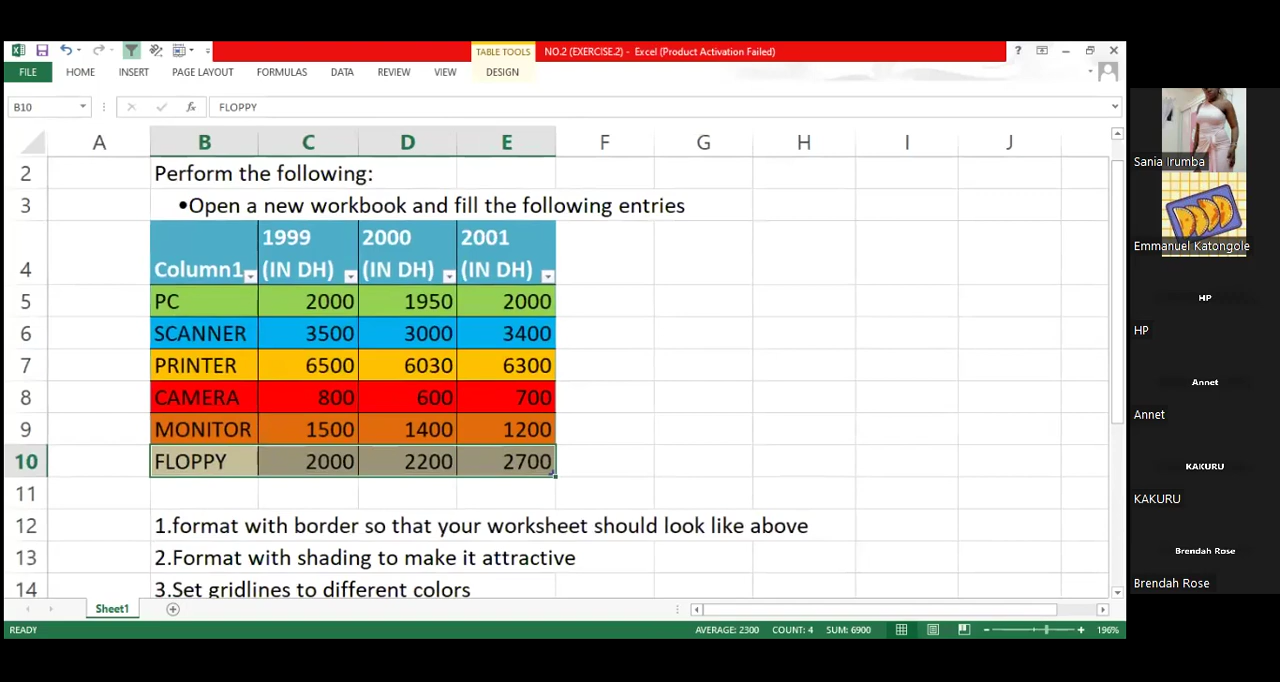 TABLE TOOLS
NO.2 (EXERCISE.2) - Excel (Product Activation Failed)
FILE HOME INSERT PAGE LAYOUT FORMULAS DATA REVIEW VIEW DESIGN
B10 fx FLOPPY
A B C D E F G H I J
2 Perform the following:
3 •Open a new workbook and fill the following entries
4 Column1 1999 (IN DH) 2000 (IN DH) 2001 (IN DH)
5 PC 2000 1950 2000
6 SCANNER 3500 3000 3400
7 PRINTER 6500 6030 6300
8 CAMERA 800 600 700
9 MONITOR 1500 1400 1200
10 FLOPPY 2000 2200 2700
11
12 1.format with border so that your worksheet should look like above
13 2.Format with shading to make it attractive
14 3.Set gridlines to different colors
Sheet1
READY AVERAGE: 2300 COUNT: 4 SUM: 6900 196%
Sania Irumba
Emmanuel Katongole
HP
HP
Annet
Annet
KAKURU
KAKURU
Brendah Rose
Brendah Rose